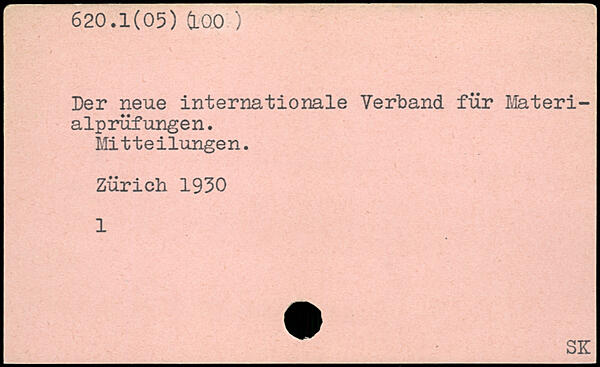 620.1(05) (100)
Der neue internationale Verband für Materi-
alprüfungen.
Mitteilungen.
Zürich 1930
1
SK